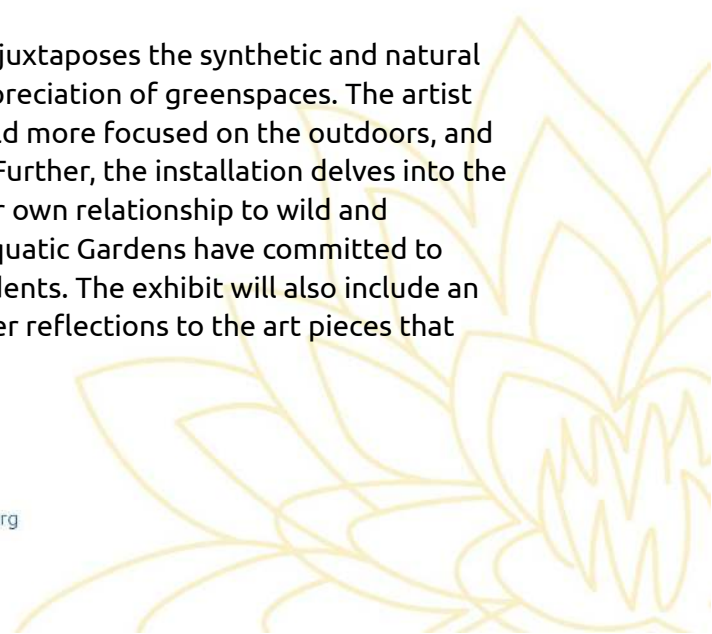 juxtaposes the synthetic and natural
preciation of greenspaces. The artist
ld more focused on the outdoors, and
Further, the installation delves into the
r own relationship to wild and
quatic Gardens have committed to
dents. The exhibit will also include an
er reflections to the art pieces that
rg